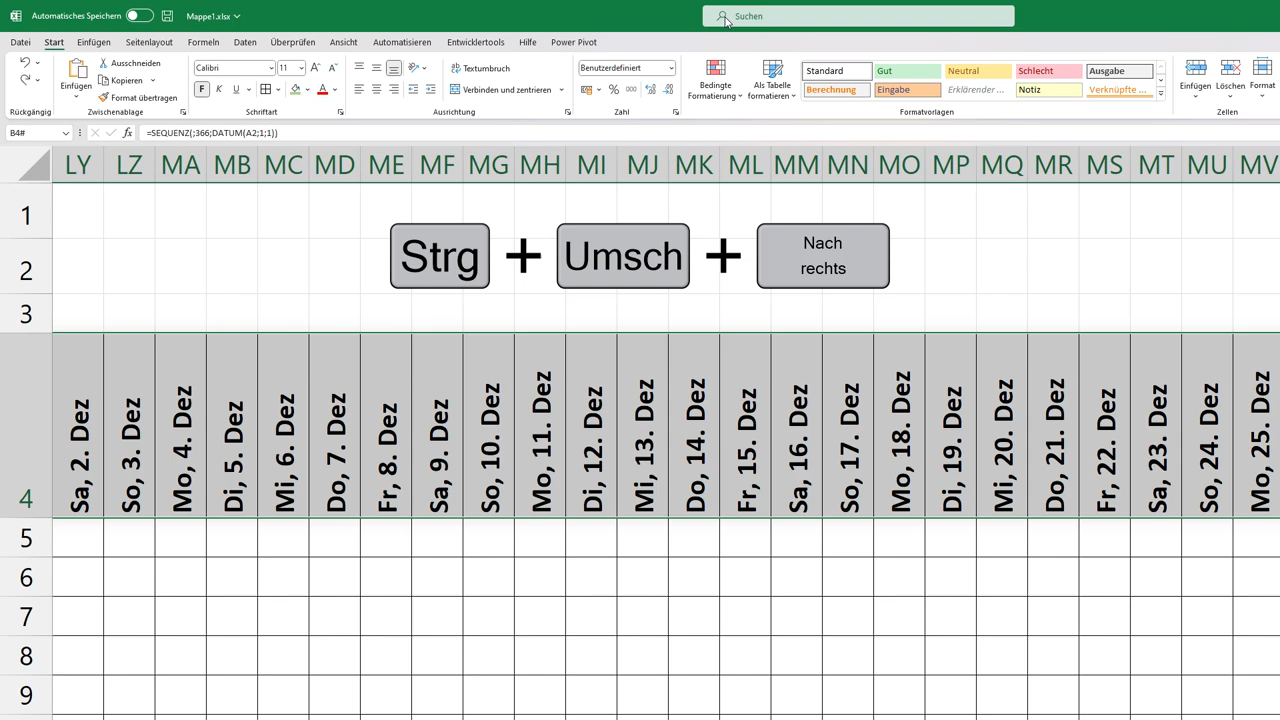 Automatisches Speichern
Mappe1.xlsx
Suchen
Datei Start Einfügen Seitenlayout Formeln Daten Überprüfen Ansicht Automatisieren Entwicklertools Hilfe Power Pivot
Einfügen
Ausschneiden
Kopieren
Format übertragen
Calibri 11
F K U
Textumbruch
Verbinden und zentrieren
Benutzerdefiniert
% 000
Bedingte
Formatierung
Als Tabelle
formatieren
Standard Gut Neutral Schlecht Ausgabe
Berechnung Eingabe Erklärender ... Notiz Verknüpfte ...
Einfügen Löschen Format
Rückgängig Zwischenablage Schriftart Ausrichtung Zahl Formatvorlagen Zellen
B4# fx =SEQUENZ(;366;DATUM(A2;1;1))
LY LZ MA MB MC MD ME MF MG MH MI MJ MK ML MM MN MO MP MQ MR MS MT MU MV
1
Strg + Umsch + Nach
rechts
2
3
4
Sa, 2. Dez
So, 3. Dez
Mo, 4. Dez
Di, 5. Dez
Mi, 6. Dez
Do, 7. Dez
Fr, 8. Dez
Sa, 9. Dez
So, 10. Dez
Mo, 11. Dez
Di, 12. Dez
Mi, 13. Dez
Do, 14. Dez
Fr, 15. Dez
Sa, 16. Dez
So, 17. Dez
Mo, 18. Dez
Di, 19. Dez
Mi, 20. Dez
Do, 21. Dez
Fr, 22. Dez
Sa, 23. Dez
So, 24. Dez
Mo, 25. Dez
5
6
7
8
9